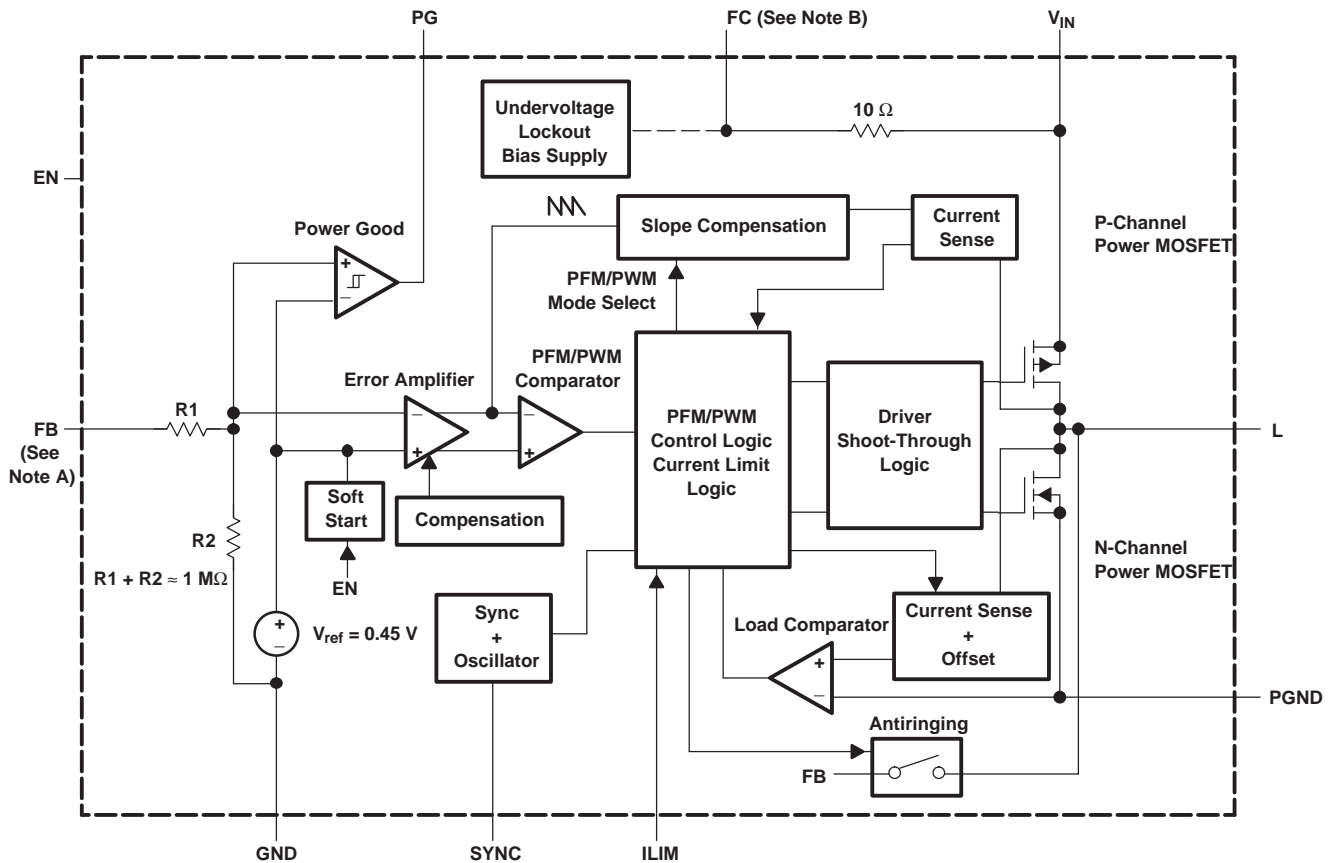 PG
FC (See Note B)
VIN
Undervoltage
Lockout
Bias Supply
10 Ω
EN
Power Good
+
−
Slope Compensation
Current
Sense
P-Channel
Power MOSFET
PFM/PWM
Mode Select
PFM/PWM
Comparator
Error Amplifier
−
+
−
+
R1
FB
(See
Note A)
PFM/PWM
Control Logic
Current Limit
Logic
Driver
Shoot-Through
Logic
L
Soft
Start
Compensation
R2
R1 + R2 ≈ 1 MΩ
EN
N-Channel
Power MOSFET
+
−
Vref = 0.45 V
Sync
+
Oscillator
Load Comparator
+
−
Current Sense
+
Offset
PGND
Antiringing
FB
GND
SYNC
ILIM